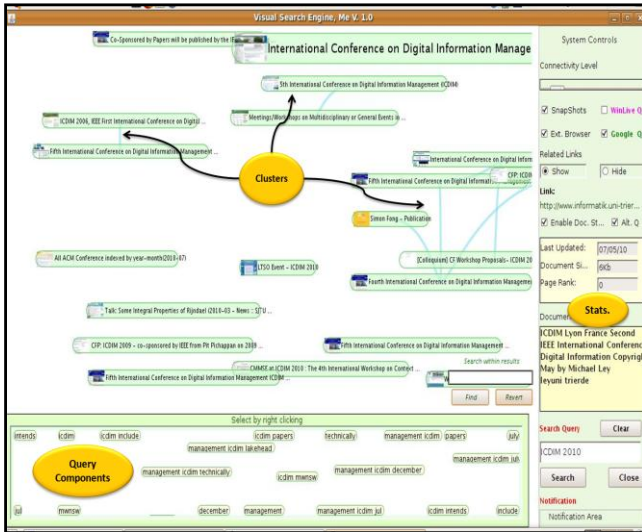 Visual Search Engine, Me V. 1.0
Co-Sponsored by Papers will be published by the
International Conference on Digital Information Manage
5th International Conference on Digital Information Management (ICDIM)
ICDIM 2006, IEEE First International Conference on Digital ...
Meetings/Workshops on Multidisciplinary or General Events in ...
Fifth International Conference on Digital Information Management ...
International Conference on Digital Inform
CFP: ICDIM
Clusters
Fifth International Conference on Digital Information Management
Simon Fong - Publication
All ACM Conference indexed by year-month(2010-07)
LTSO Event - ICDIM 2010
[Colloquium] CF Workshop Proposals- ICDIM 20
Fourth International Conference on Digital Management
Talk: Some Integral Properties of Rijndael (2010-03 - News : SITU ...
CFP: ICDIM 2009 - co-sponsored by IEEE from Pit Pichappan on 2009 ...
Fifth International Conference on Digital Information Management ...
Search within results
CMMSE at ICDIM 2010 : The 4th International Workshop on Context ...
Fifth International Conference on Digital Information Management ICDIM ...
W
Find
Revert
Select by right clicking
intends
icdim
icdim include
icdim papers
technically
management icdim
papers
july
management icdim lakehead
management icdim juli
management icdim technically
management icdim december
icdim mwnsw
Query
Components
jul
mwnsw
december
management
management icdim jul
icdim intends
include
System Controls
Connectivity Level
SnapShots
WinLive Q
Ext. Browser
Google Q
Related Links
Show
Hide
Link:
http://www.informatik.uni-trier...
Enable Doc. St...
Alt. Q
Last Updated:
07/05/10
Document Si...
6Kb
Page Rank:
0
Documen
Stats.
ICDIM Lyon France Second
IEEE International Conferenc
Digital Information Copyrigh
May by Michael Ley
leyuni trierde
Search Query
Clear
ICDIM 2010
Search
Close
Notification
Notification Area